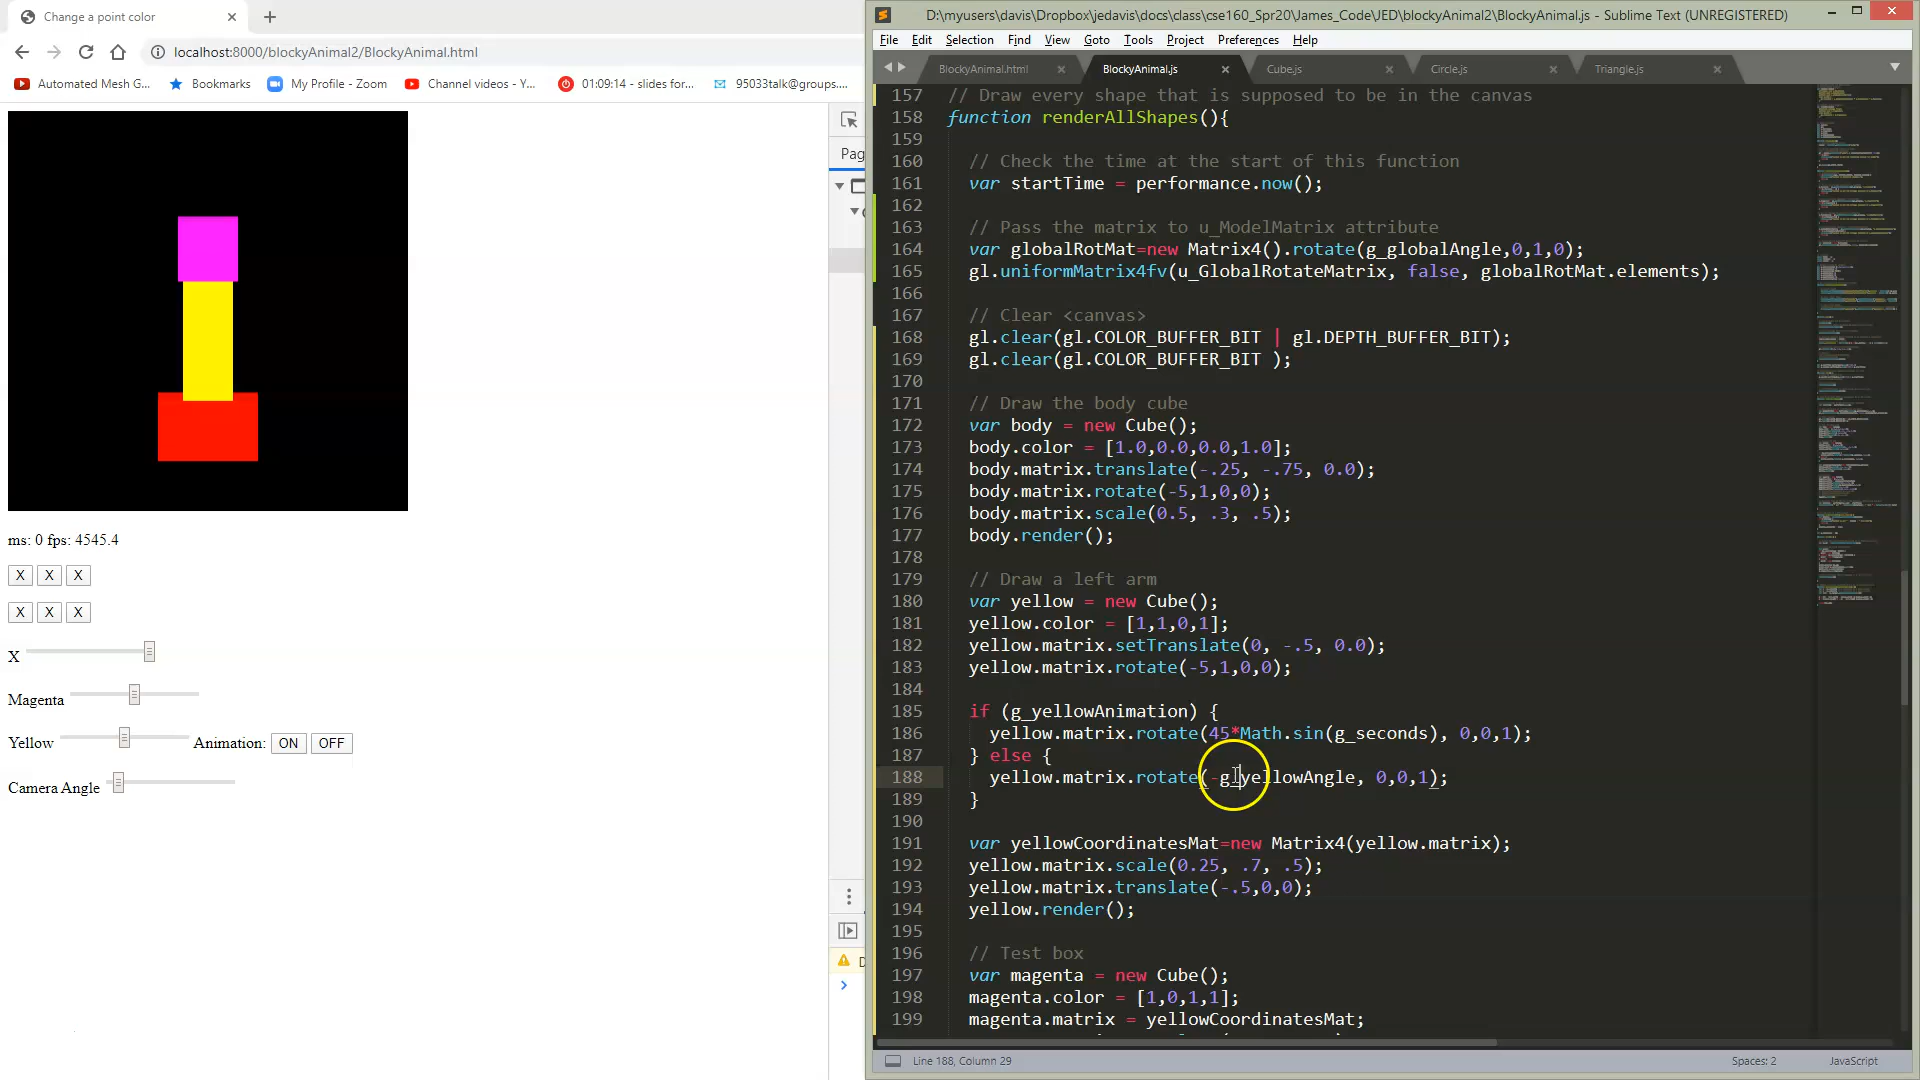 Change a point color
localhost:8000/blockyAnimal2/BlockyAnimal.html
Automated Mesh G... Bookmarks My Profile - Zoom Channel videos - Y... 01:09:14 - slides for... 95033talk@groups....
ms: 0 fps: 4545.4
X X X
X X X
X
Magenta
Yellow Animation: ON OFF
Camera Angle
Pag
D:\myusers\davis\Dropbox\jedavis\docs\class\cse160_Spr20\James_Code\JED\blockyAnimal2\BlockyAnimal.js - Sublime Text (UNREGISTERED)
File Edit Selection Find View Goto Tools Project Preferences Help
BlockyAnimal.html BlockyAnimal.js Cube.js Circle.js Triangle.js
157 // Draw every shape that is supposed to be in the canvas
158 function renderAllShapes(){
159
160 // Check the time at the start of this function
161 var startTime = performance.now();
162
163 // Pass the matrix to u_ModelMatrix attribute
164 var globalRotMat=new Matrix4().rotate(g_globalAngle,0,1,0);
165 gl.uniformMatrix4fv(u_GlobalRotateMatrix, false, globalRotMat.elements);
166
167 // Clear <canvas>
168 gl.clear(gl.COLOR_BUFFER_BIT | gl.DEPTH_BUFFER_BIT);
169 gl.clear(gl.COLOR_BUFFER_BIT );
170
171 // Draw the body cube
172 var body = new Cube();
173 body.color = [1.0,0.0,0.0,1.0];
174 body.matrix.translate(-.25, -.75, 0.0);
175 body.matrix.rotate(-5,1,0,0);
176 body.matrix.scale(0.5, .3, .5);
177 body.render();
178
179 // Draw a left arm
180 var yellow = new Cube();
181 yellow.color = [1,1,0,1];
182 yellow.matrix.setTranslate(0, -.5, 0.0);
183 yellow.matrix.rotate(-5,1,0,0);
184
185 if (g_yellowAnimation) {
186 yellow.matrix.rotate(45*Math.sin(g_seconds), 0,0,1);
187 } else {
188 yellow.matrix.rotate(-g_yellowAngle, 0,0,1);
189 }
190
191 var yellowCoordinatesMat=new Matrix4(yellow.matrix);
192 yellow.matrix.scale(0.25, .7, .5);
193 yellow.matrix.translate(-.5,0,0);
194 yellow.render();
195
196 // Test box
197 var magenta = new Cube();
198 magenta.color = [1,0,1,1];
199 magenta.matrix = yellowCoordinatesMat;
Line 188, Column 29 Spaces: 2 JavaScript